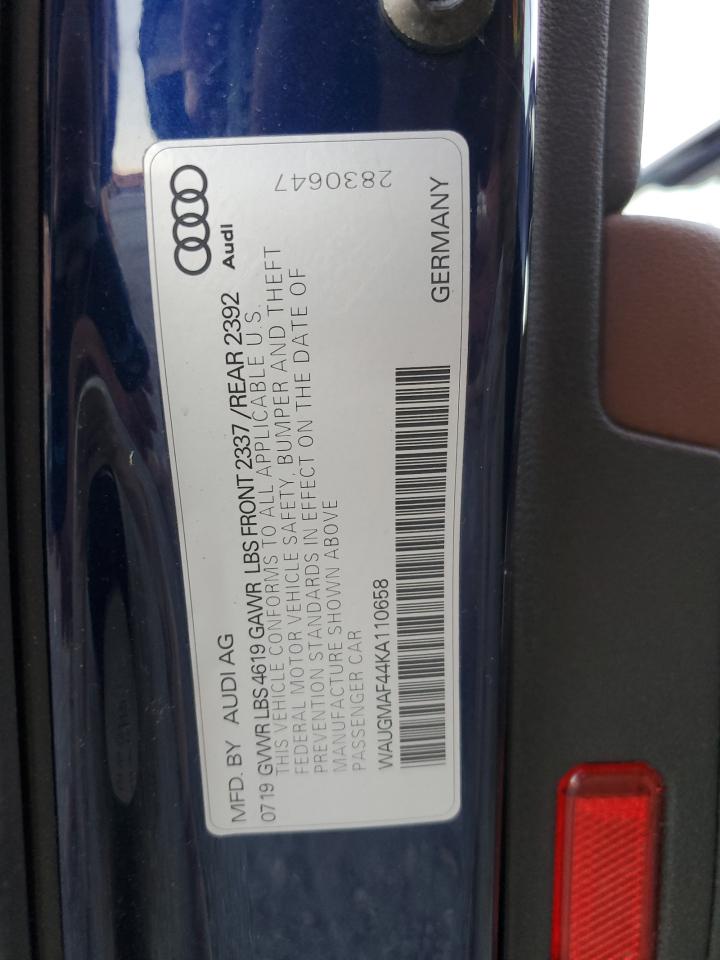 MFD. BY AUDI AG
Audi
0719 GVWR LBS 4619 GAWR LBS FRONT 2337 / REAR 2392
THIS VEHICLE CONFORMS TO ALL APPLICABLE U.S.
FEDERAL MOTOR VEHICLE SAFETY, BUMPER AND THEFT
PREVENTION STANDARDS IN EFFECT ON THE DATE OF
MANUFACTURE SHOWN ABOVE
PASSENGER CAR
WAUGMAF44KA110658
GERMANY
2830647